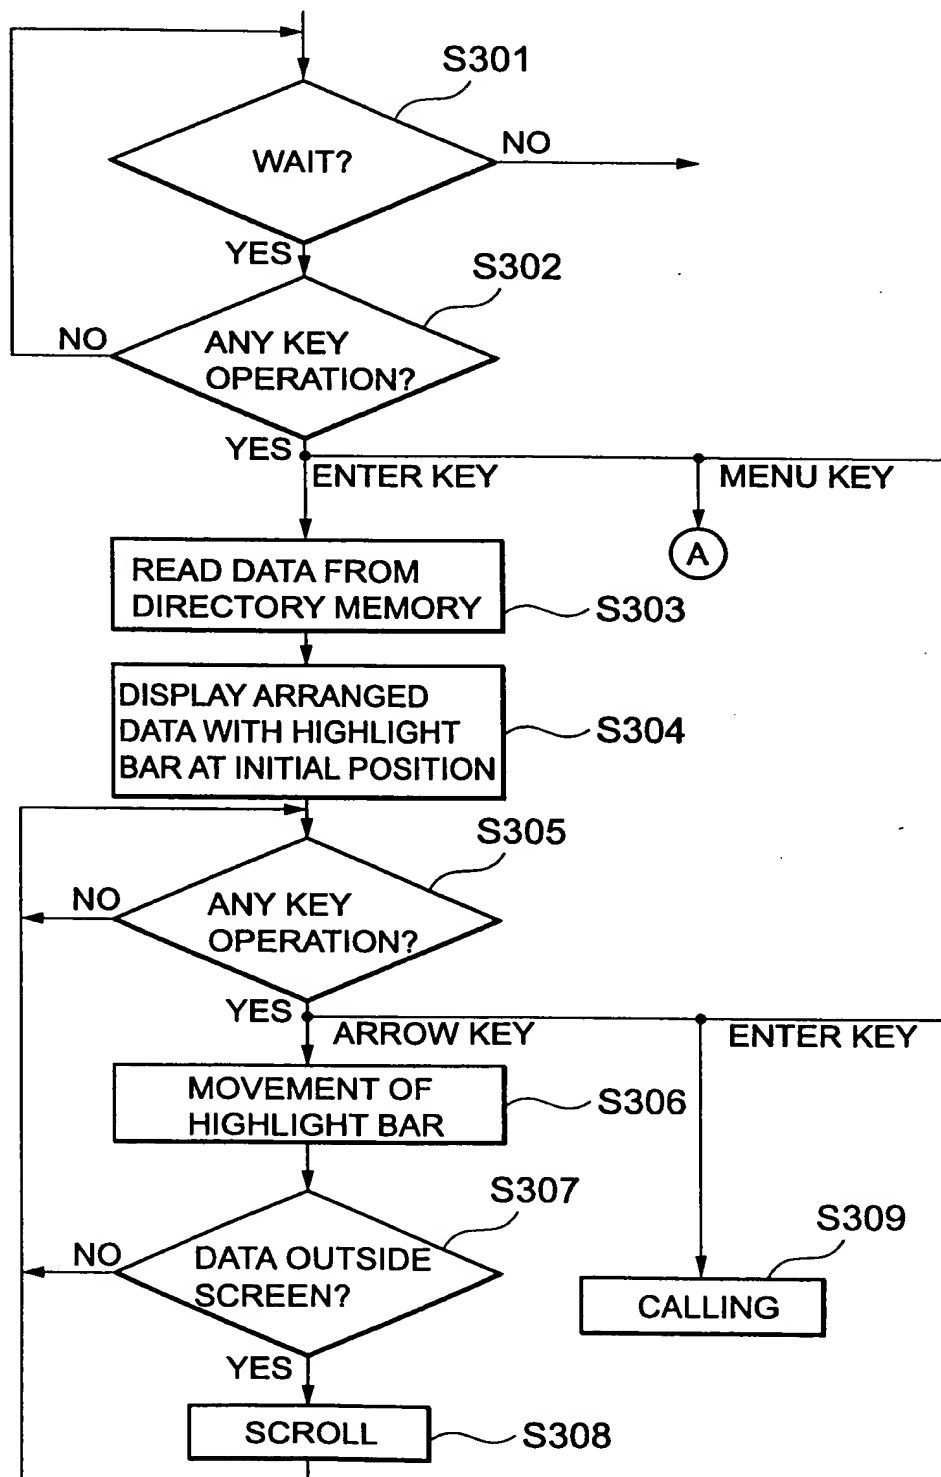 S301
WAIT?
NO
YES
S302
NO
ANY KEY
OPERATION?
YES
ENTER KEY
MENU KEY
A
READ DATA FROM
DIRECTORY MEMORY
S303
DISPLAY ARRANGED
DATA WITH HIGHLIGHT
BAR AT INITIAL POSITION
S304
S305
NO
ANY KEY
OPERATION?
YES
ARROW KEY
ENTER KEY
MOVEMENT OF
HIGHLIGHT BAR
S306
S307
NO
DATA OUTSIDE
SCREEN?
S309
CALLING
YES
SCROLL
S308